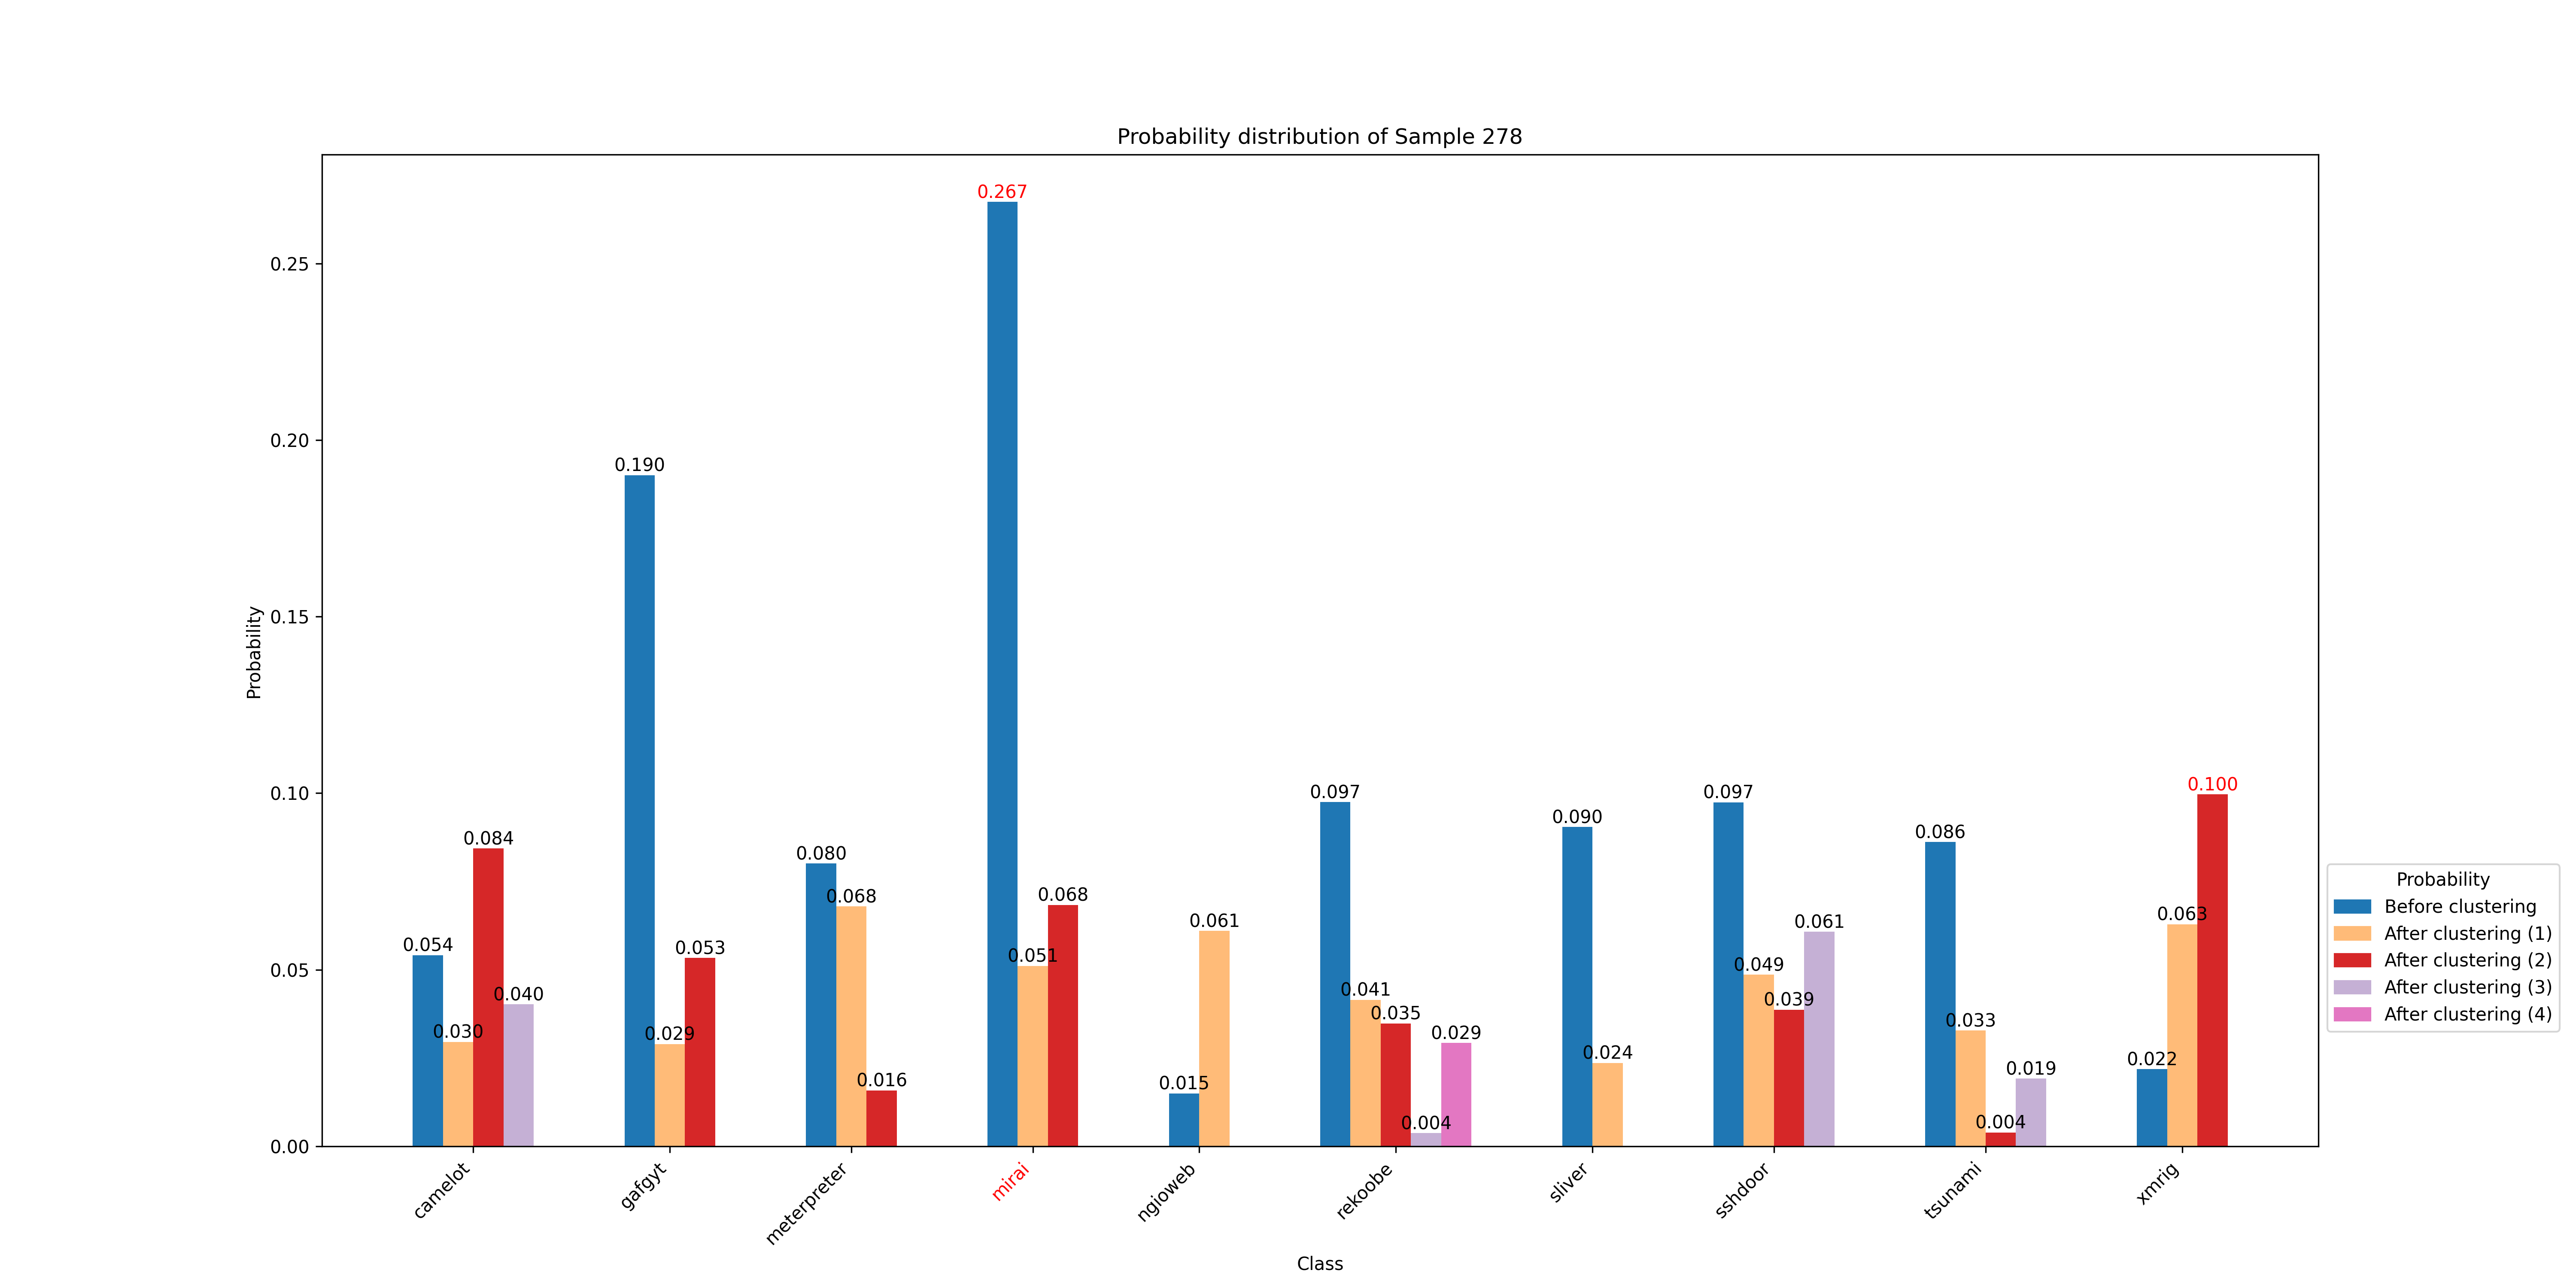 Probability distribution of Sample 278
Probability
0.25
0.20
0.15
0.10
0.05
0.00
0.054
0.030
0.084
0.040
0.190
0.029
0.053
0.080
0.068
0.016
0.267
0.051
0.068
0.015
0.061
0.097
0.041
0.035
0.004
0.029
0.090
0.024
0.097
0.049
0.039
0.061
0.086
0.033
0.004
0.019
0.022
0.063
0.100
camelot
gafgyt
meterpreter
mirai
ngioweb
rekoobe
sliver
sshdoor
tsunami
xmrig
Class
Probability
Before clustering
After clustering (1)
After clustering (2)
After clustering (3)
After clustering (4)